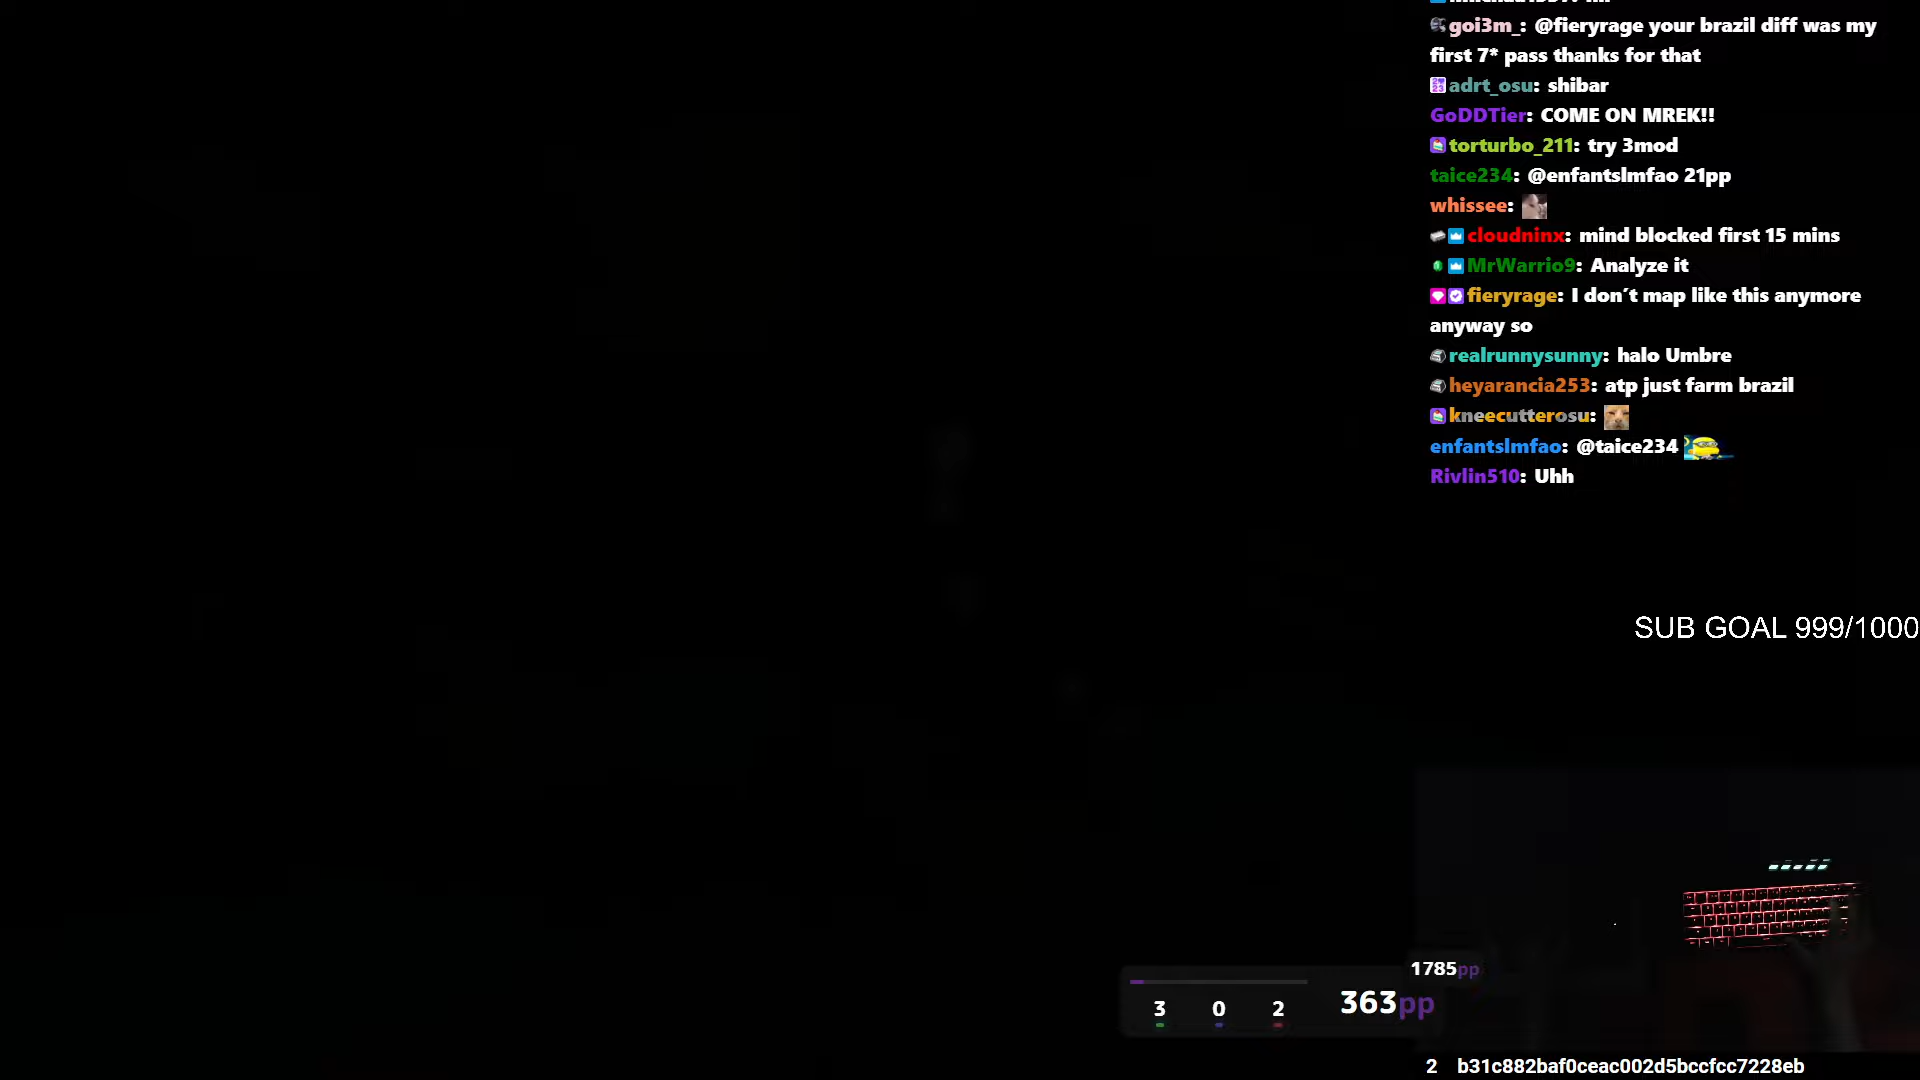 goi3m_: @fieryrage your brazil diff was my
first 7* pass thanks for that
adrt_osu: shibar
GoDDTier: COME ON MREK!!
torturbo_211: try 3mod
taice234: @enfantslmfao 21pp
whissee:
cloudninx: mind blocked first 15 mins
MrWarrio9: Analyze it
fieryrage: I don´t map like this anymore
anyway so
realrunnysunny: halo Umbre
heyarancia253: atp just farm brazil
kneecutterosu:
enfantslmfao: @taice234
Rivlin510: Uhh
SUB GOAL 999/1000
1785pp
3 0 2 363pp
2 b31c882baf0ceac002d5bccfcc7228eb